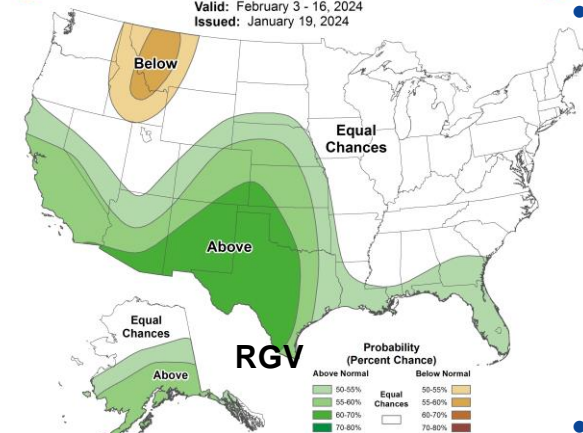 Valid: February 3 - 16, 2024
Issued: January 19, 2024
Below
Equal
Chances
Above
Equal
Chances
Above
RGV
Probability
(Percent Chance)
Above Normal
Below Normal
50-55%
55-60%
60-70%
70-80%
Equal
Chances
50-55%
55-60%
60-70%
70-80%